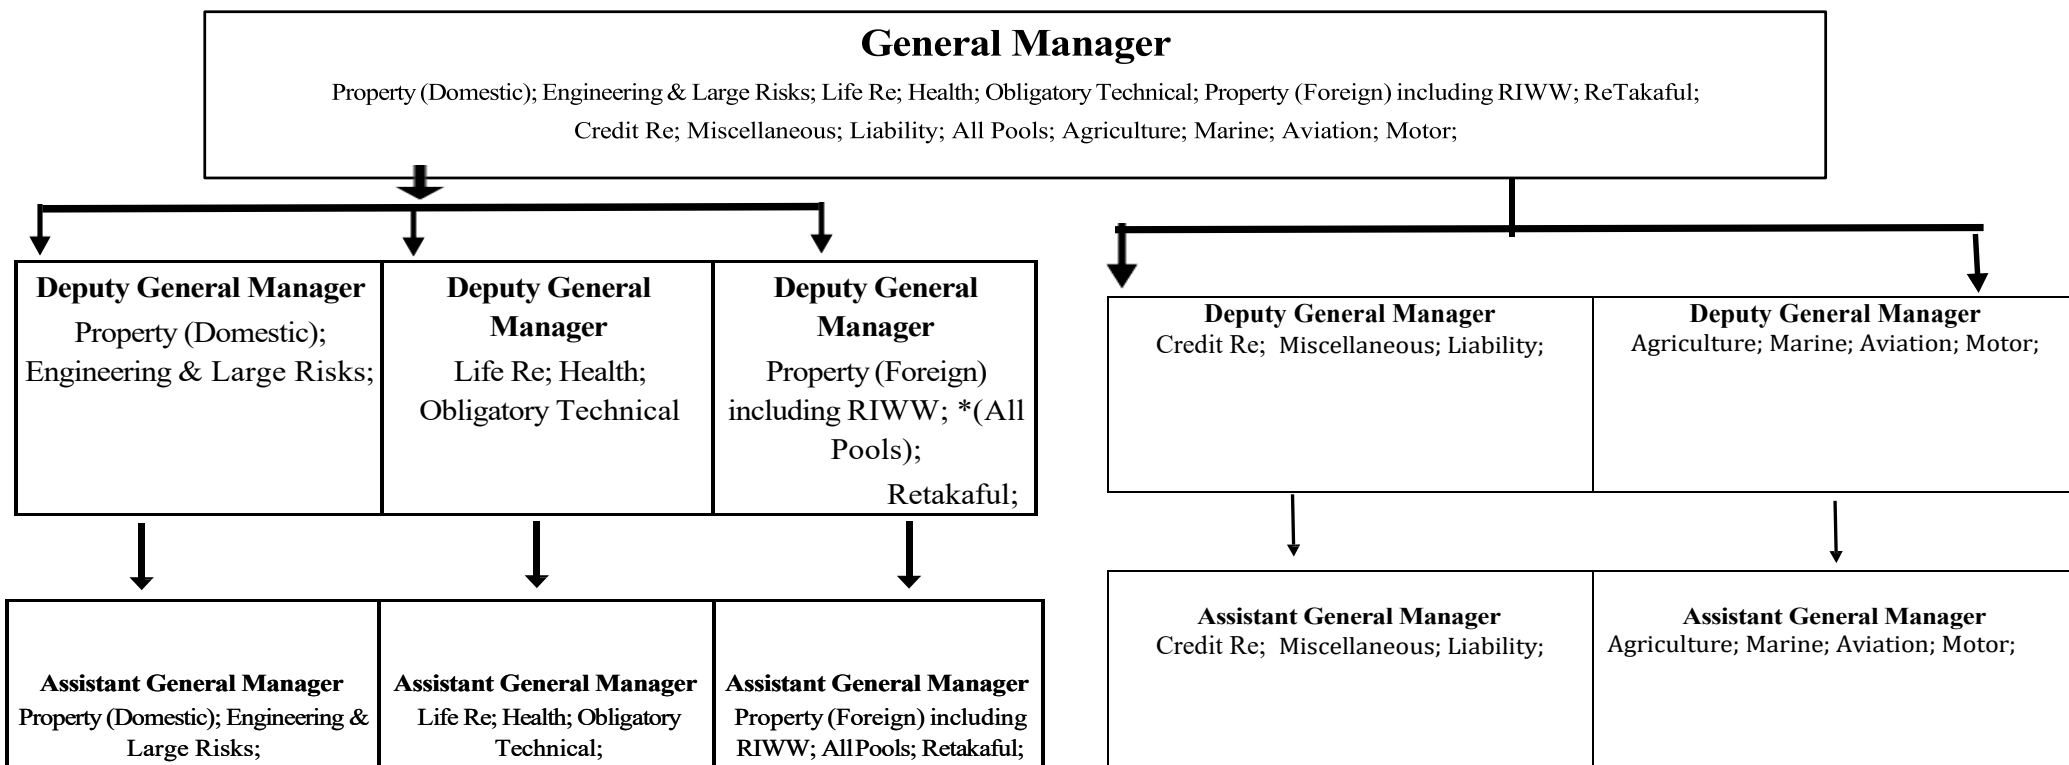 General Manager
Property (Domestic); Engineering & Large Risks; Life Re; Health; Obligatory Technical; Property (Foreign) including RIWW; ReTakaful;
Credit Re; Miscellaneous; Liability; All Pools; Agriculture; Marine; Aviation; Motor;
Deputy General Manager
Property (Domestic);
Engineering & Large Risks;
Deputy General
Manager
Life Re; Health;
Obligatory Technical
Deputy General
Manager
Property (Foreign)
including RIWW; *(All
Pools);
Retakaful;
Deputy General Manager
Credit Re; Miscellaneous; Liability;
Deputy General Manager
Agriculture; Marine; Aviation; Motor;
Assistant General Manager
Property (Domestic); Engineering &
Large Risks;
Assistant General Manager
Life Re; Health; Obligatory
Technical;
Assistant General Manager
Property (Foreign) including
RIWW; All Pools; Retakaful;
Assistant General Manager
Credit Re; Miscellaneous; Liability;
Assistant General Manager
Agriculture; Marine; Aviation; Motor;